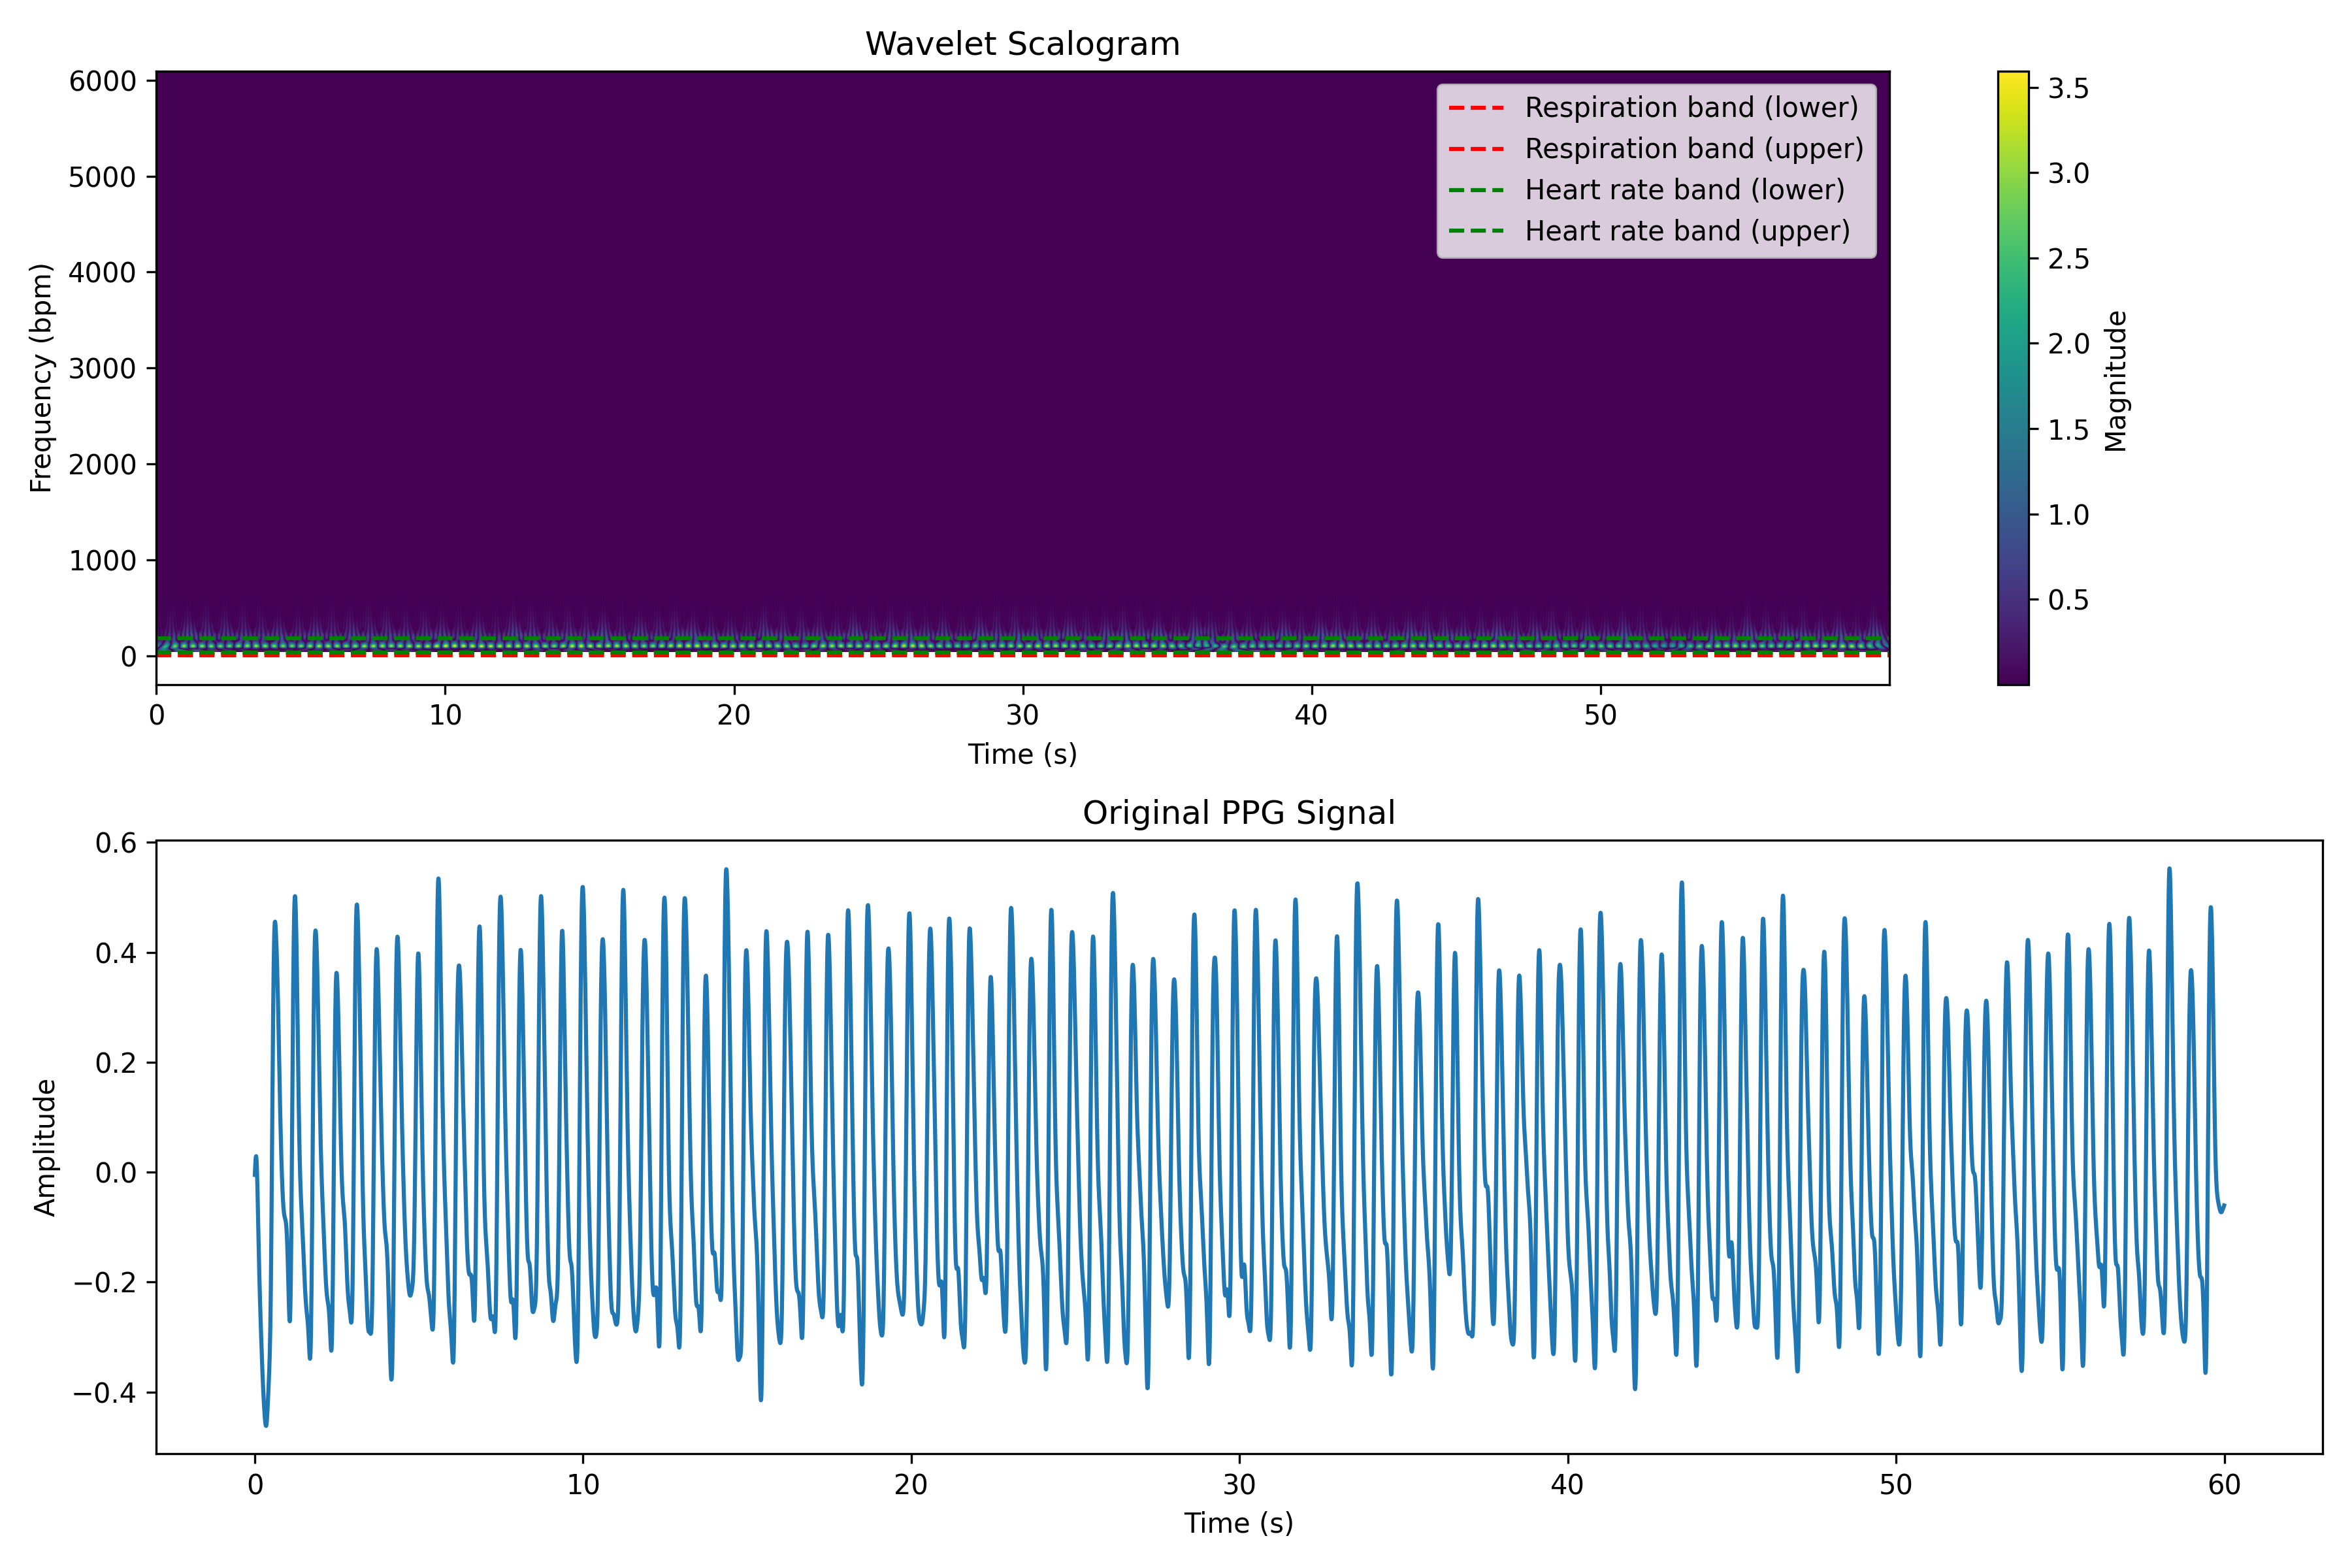 Wavelet Scalogram
6000
5000
4000
3000
2000
1000
0
Frequency (bpm)
Respiration band (lower)
Respiration band (upper)
Heart rate band (lower)
Heart rate band (upper)
0 10 20 30 40 50
Time (s)
3.5
3.0
2.5
2.0
1.5
1.0
0.5
Magnitude
Original PPG Signal
0.6
0.4
0.2
0.0
−0.2
−0.4
Amplitude
0 10 20 30 40 50 60
Time (s)